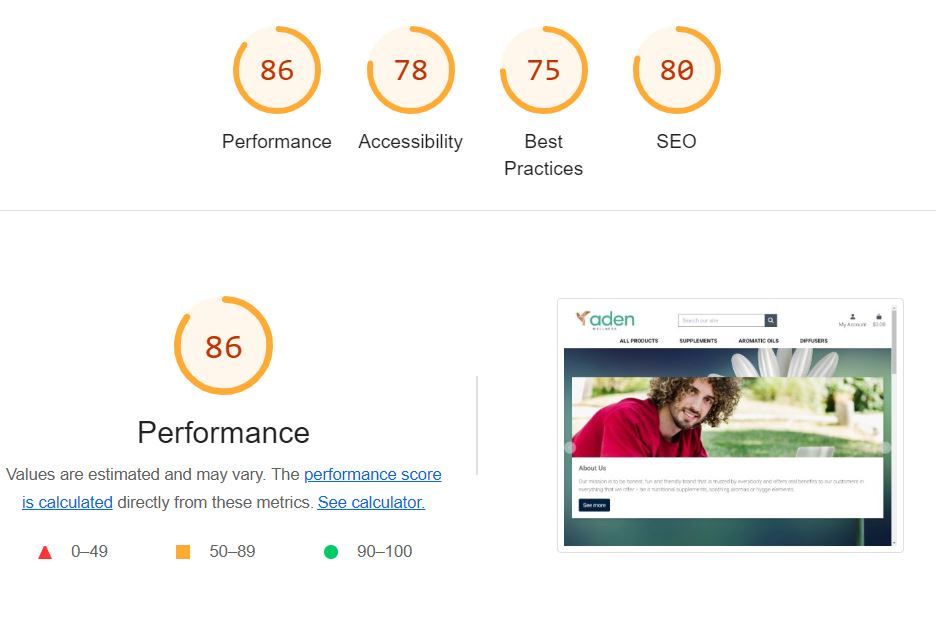 86
78
75
80
Performance
Accessibility
Best
Practices
SEO
86
Performance
Values are estimated and may vary. The performance score
is calculated directly from these metrics. See calculator.
0–49
50–89
90–100
aden
WELLNESS
Search our site
My Account
$0.00
ALL PRODUCTS
SUPPLEMENTS
AROMATIC OILS
DIFFUSERS
About Us
Our mission is to be honest, fun and friendly brand that is trusted by everybody and offers real benefits to our customers in
everything that we offer – be it nutritional supplements, soothing aromas or hygge elements.
See more